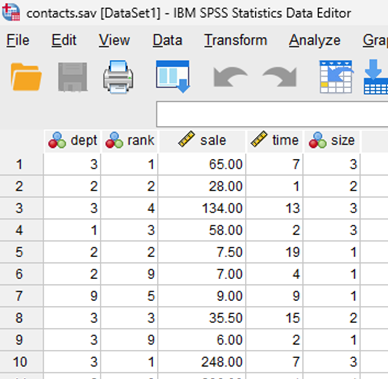 contacts.sav [DataSet1] - IBM SPSS Statistics Data Editor
File Edit View Data Transform Analyze Gra
dept rank sale time size
1 3 1 65.00 7 3
2 2 2 28.00 1 2
3 3 4 134.00 13 3
4 1 3 58.00 2 3
5 2 2 7.50 19 1
6 2 9 7.00 4 1
7 9 5 9.00 9 1
8 3 3 35.50 15 2
9 3 9 6.00 2 1
10 3 1 248.00 7 3